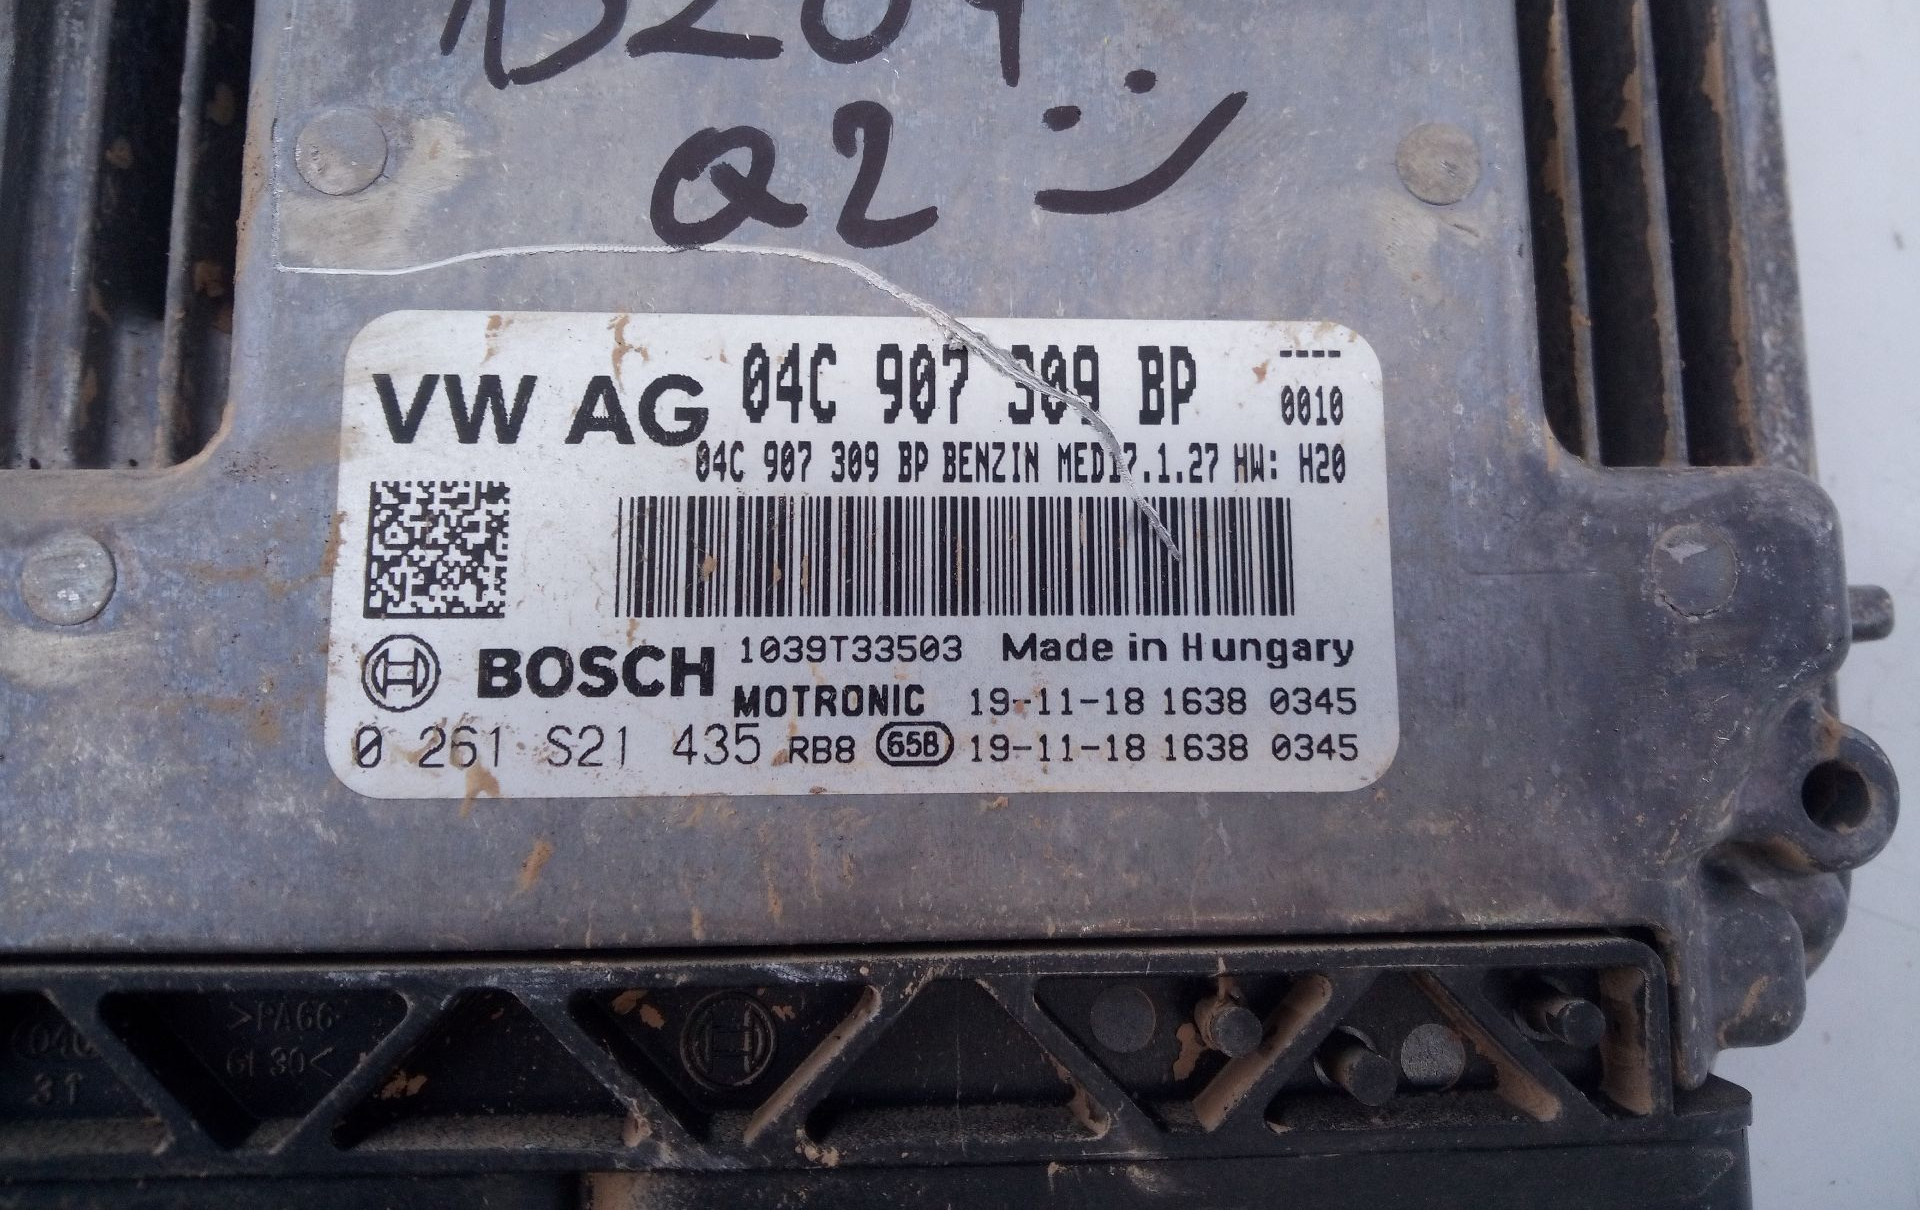 Q2
VW AG 04C 907 309 BP ----
0010
04C 907 309 BP BENZIN MED17.1.27 HW: H20
BOSCH 1039T33503 Made in Hungary
MOTRONIC 19-11-18 1638 0345
0 261 S21 435 RB8 65B 19-11-18 1638 0345
>PA66
GF30<